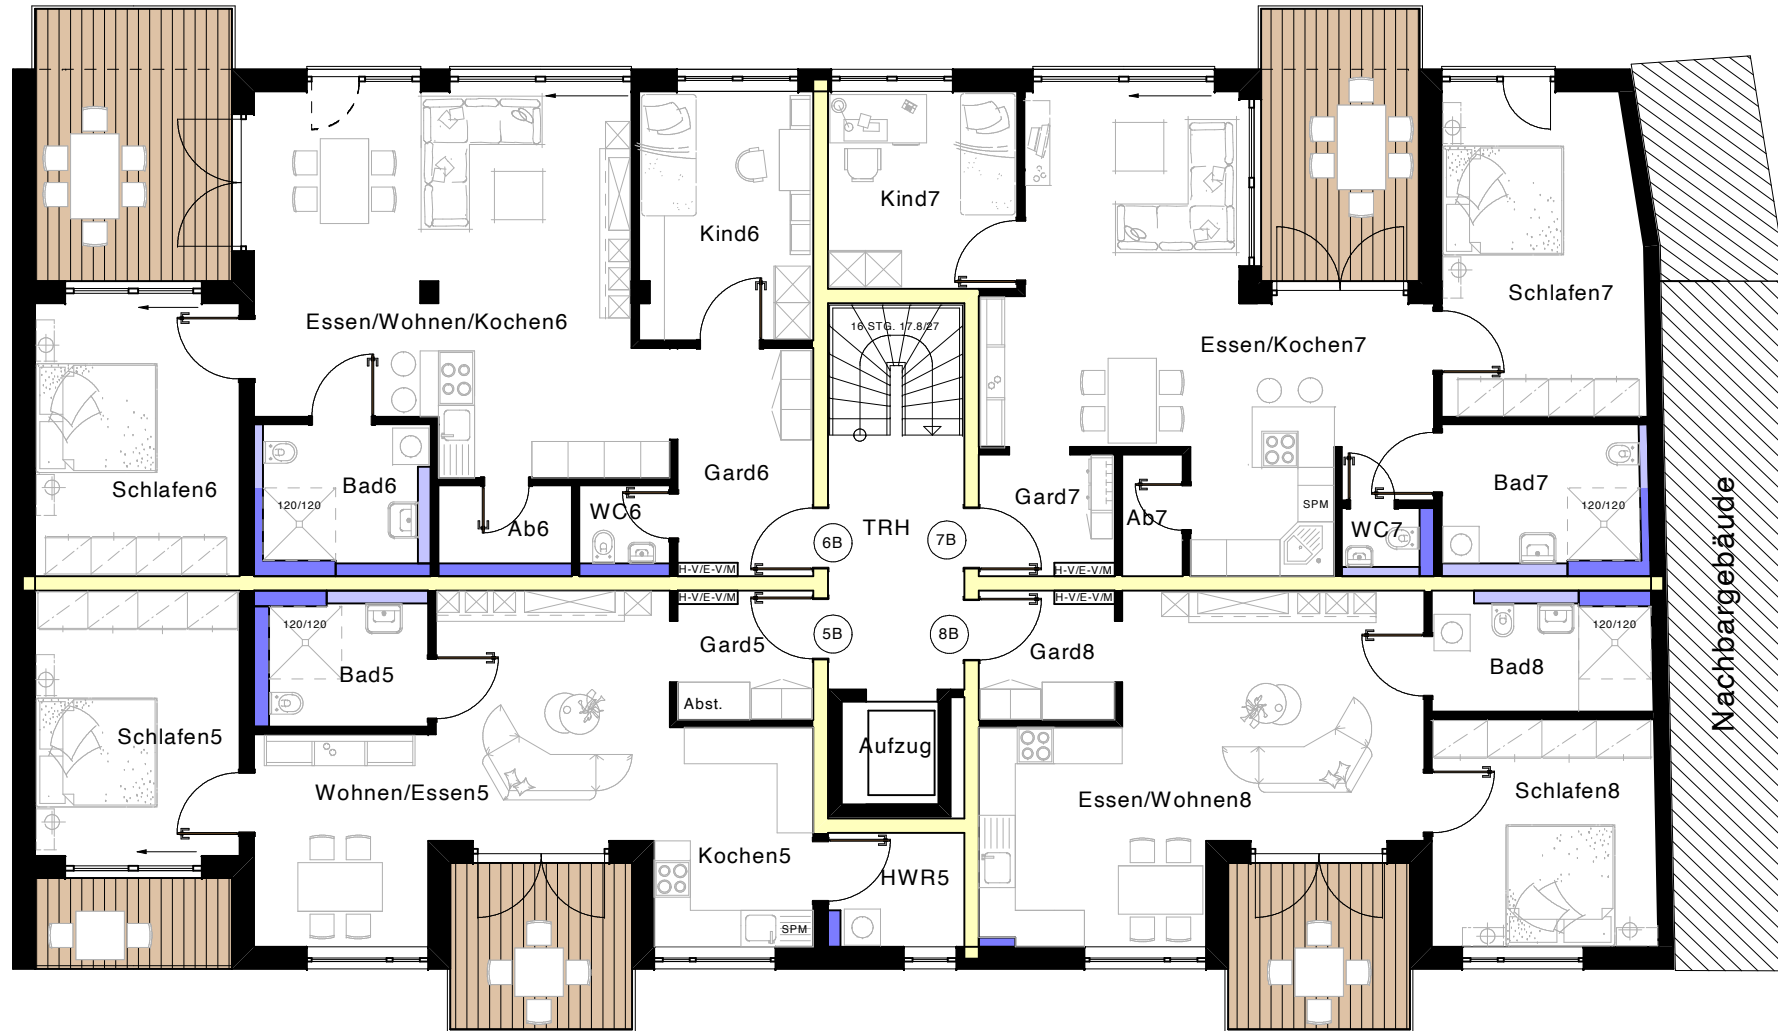 Kind7
Kind6
Schlafen7
Essen/Wohnen/Kochen6
16 STG. 17.8/27
Essen/Kochen7
Schlafen6
Bad6
120/120
Gard6
WC6
Ab6
6B
TRH
7B
Gard7
Ab7
SPM
WC7
Bad7
120/120
Nachbargebäude
H-V/E-V/M
H-V/E-V/M
H-V/E-V/M
H-V/E-V/M
120/120
Bad5
Gard5
5B
8B
Gard8
120/120
Bad8
Abst.
Schlafen5
Aufzug
Wohnen/Essen5
Essen/Wohnen8
Schlafen8
Kochen5
HWR5
SPM